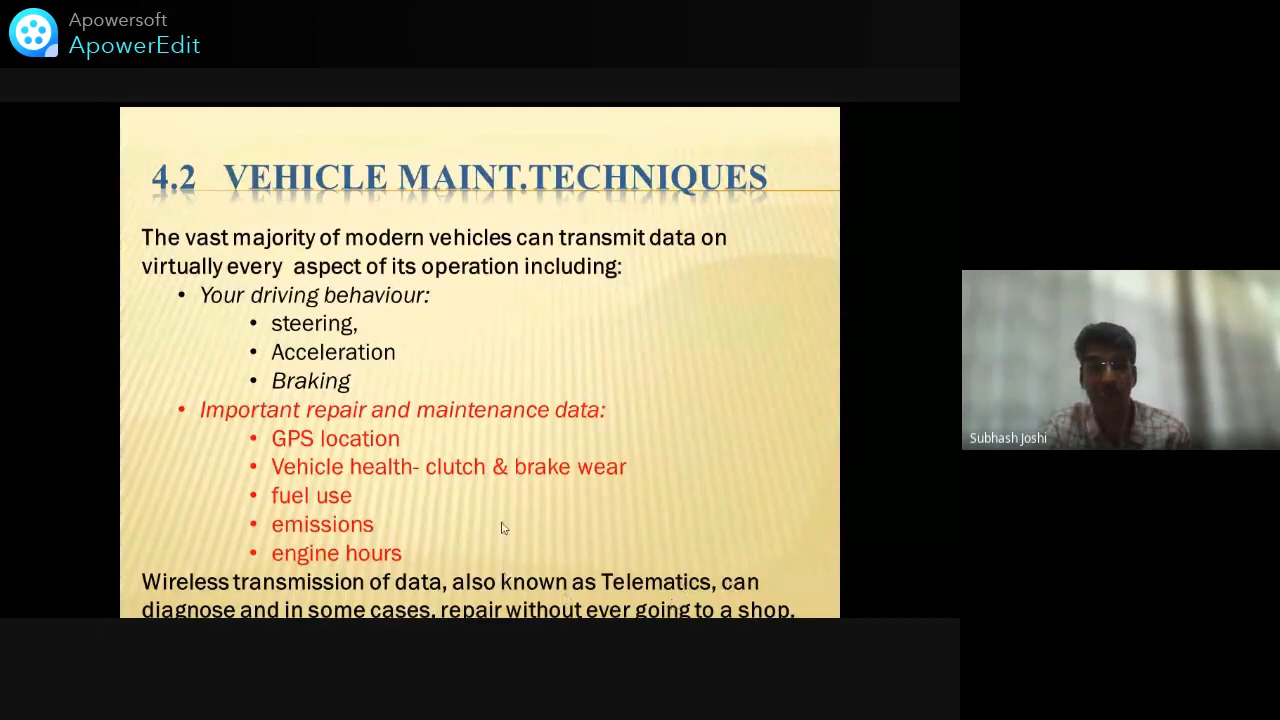 Apowersoft
ApowerEdit
4.2 VEHICLE MAINT.TECHNIQUES
The vast majority of modern vehicles can transmit data on
virtually every aspect of its operation including:
• Your driving behaviour:
• steering,
• Acceleration
• Braking
• Important repair and maintenance data:
• GPS location
• Vehicle health- clutch & brake wear
• fuel use
• emissions
• engine hours
Wireless transmission of data, also known as Telematics, can
diagnose and in some cases, repair without ever going to a shop.
Subhash Joshi